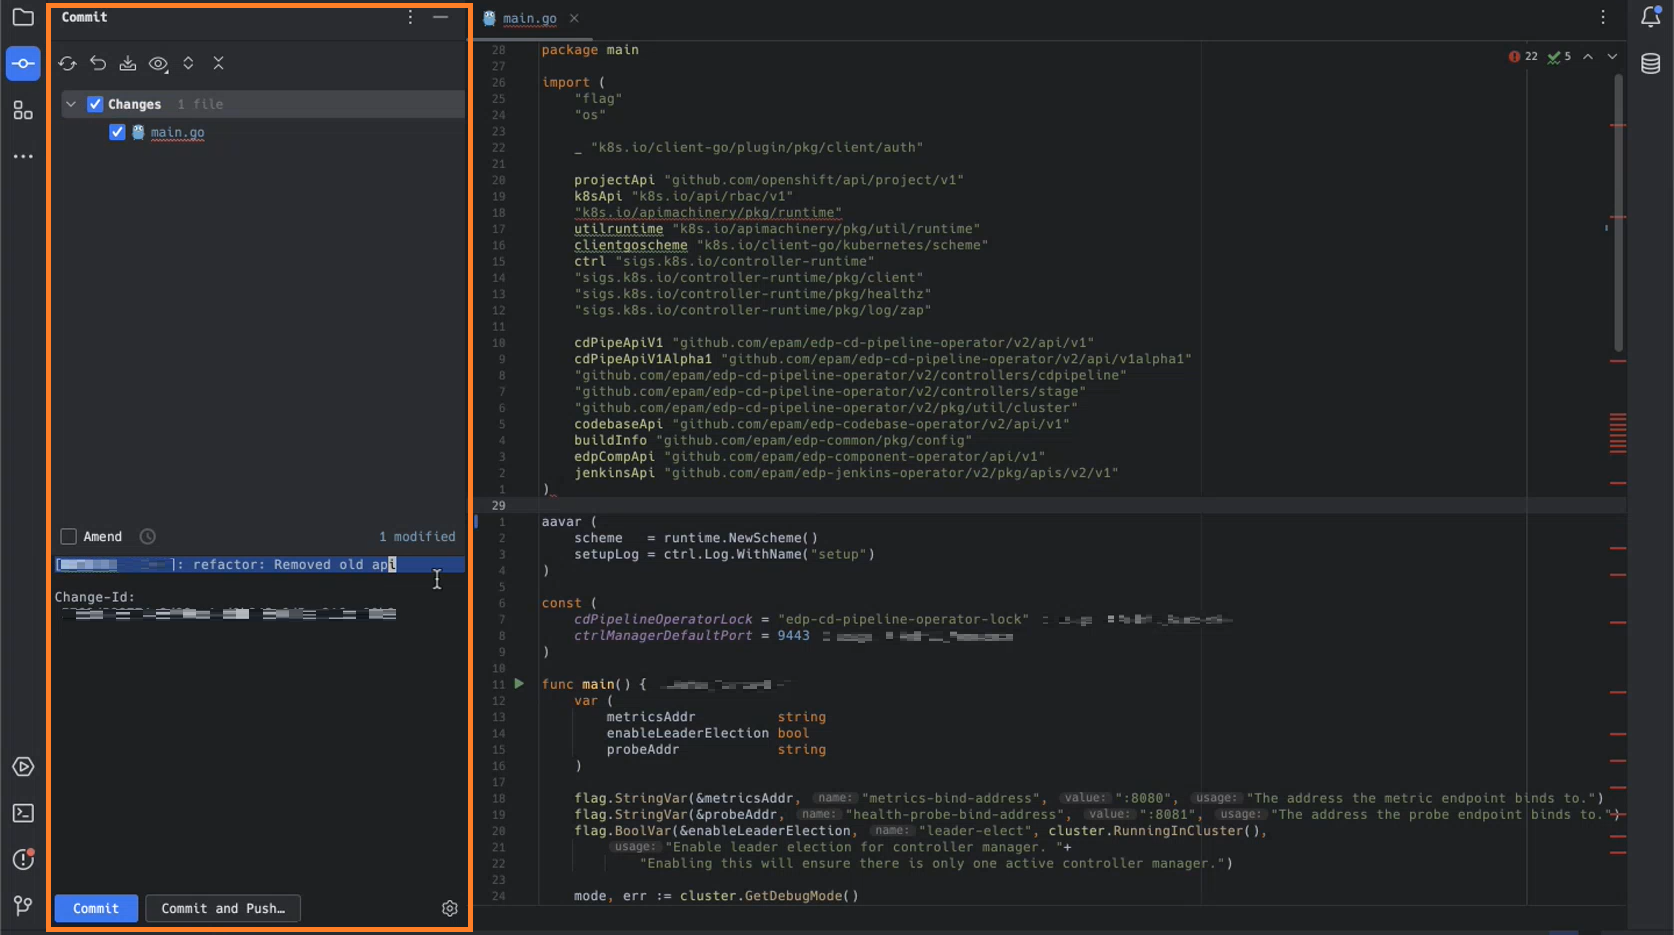 Commit
Changes 1 file
main.go
Amend
1 modified
]: refactor: Removed old api
Change-Id:
Commit
Commit and Push…
main.go
22 5
28 package main
27
26 import (
25 "flag"
24 "os"
23
22 _ "k8s.io/client-go/plugin/pkg/client/auth"
21
20 projectApi "github.com/openshift/api/project/v1"
19 k8sApi "k8s.io/api/rbac/v1"
18 "k8s.io/apimachinery/pkg/runtime"
17 utilruntime "k8s.io/apimachinery/pkg/util/runtime"
16 clientgoscheme "k8s.io/client-go/kubernetes/scheme"
15 ctrl "sigs.k8s.io/controller-runtime"
14 "sigs.k8s.io/controller-runtime/pkg/client"
13 "sigs.k8s.io/controller-runtime/pkg/healthz"
12 "sigs.k8s.io/controller-runtime/pkg/log/zap"
11
10 cdPipeApiV1 "github.com/epam/edp-cd-pipeline-operator/v2/api/v1"
9 cdPipeApiV1Alpha1 "github.com/epam/edp-cd-pipeline-operator/v2/api/v1alpha1"
8 "github.com/epam/edp-cd-pipeline-operator/v2/controllers/cdpipeline"
7 "github.com/epam/edp-cd-pipeline-operator/v2/controllers/stage"
6 "github.com/epam/edp-cd-pipeline-operator/v2/pkg/util/cluster"
5 codebaseApi "github.com/epam/edp-codebase-operator/v2/api/v1"
4 buildInfo "github.com/epam/edp-common/pkg/config"
3 edpCompApi "github.com/epam/edp-component-operator/api/v1"
2 jenkinsApi "github.com/epam/edp-jenkins-operator/v2/pkg/apis/v2/v1"
1 )
29
1 aavar (
2 scheme = runtime.NewScheme()
3 setupLog = ctrl.Log.WithName("setup")
4 )
5
6 const (
7 cdPipelineOperatorLock = "edp-cd-pipeline-operator-lock"
8 ctrlManagerDefaultPort = 9443
9 )
10
11 func main() {
12 var (
13 metricsAddr string
14 enableLeaderElection bool
15 probeAddr string
16 )
17
18 flag.StringVar(&metricsAddr, name: "metrics-bind-address", value: ":8080", usage: "The address the metric endpoint binds to.")
19 flag.StringVar(&probeAddr, name: "health-probe-bind-address", value: ":8081", usage: "The address the probe endpoint binds to.")
20 flag.BoolVar(&enableLeaderElection, name: "leader-elect", cluster.RunningInCluster(),
21 usage: "Enable leader election for controller manager. "+
22 "Enabling this will ensure there is only one active controller manager.")
23
24 mode, err := cluster.GetDebugMode()